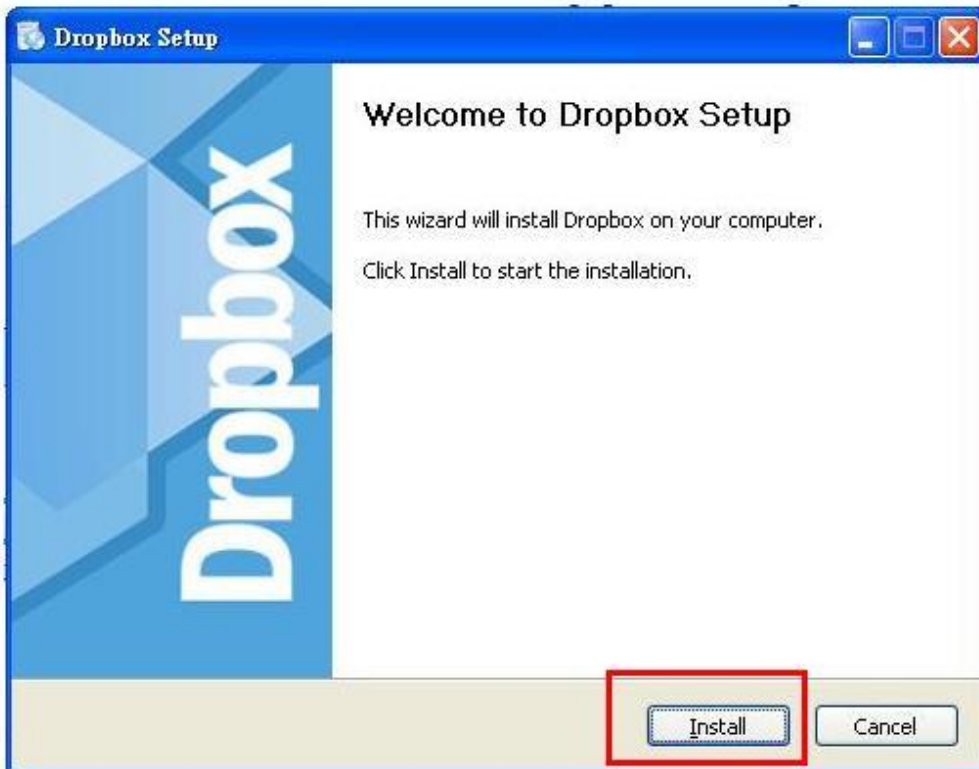 Dropbox Setup
Dropbox
Welcome to Dropbox Setup
This wizard will install Dropbox on your computer.
Click Install to start the installation.
Install
Cancel